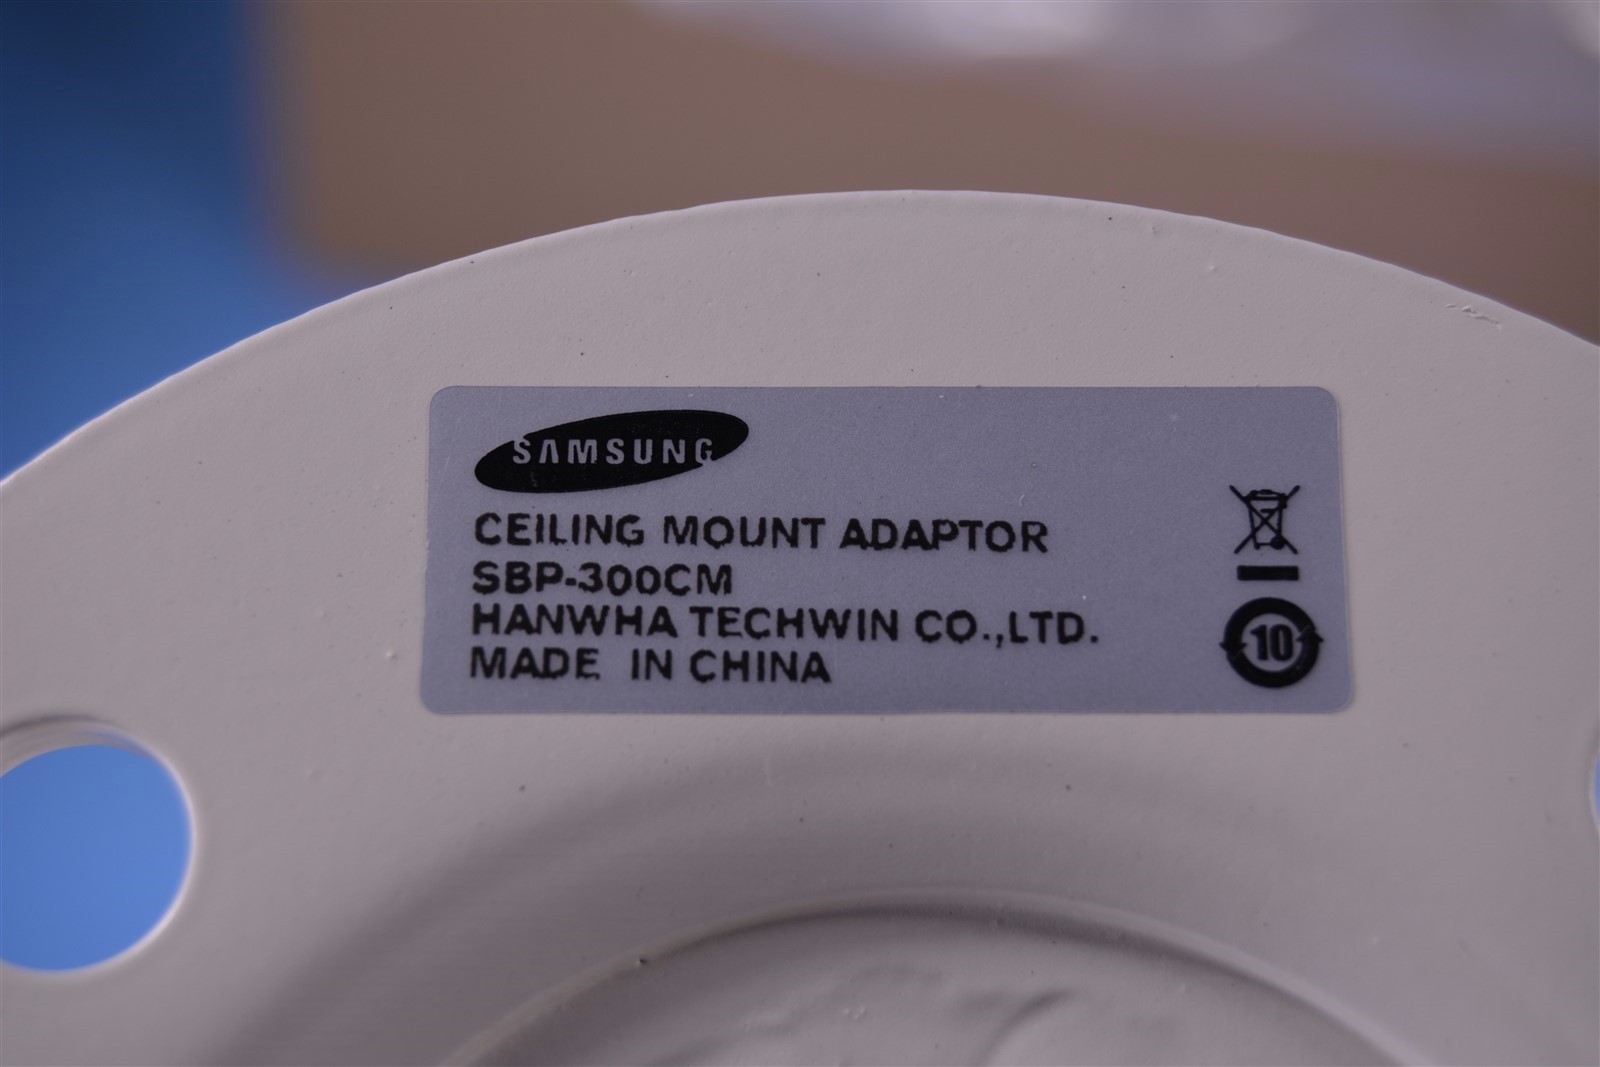 SAMSUNG
CEILING MOUNT ADAPTOR
SBP-300CM
HANWHA TECHWIN CO.,LTD.
MADE IN CHINA
10